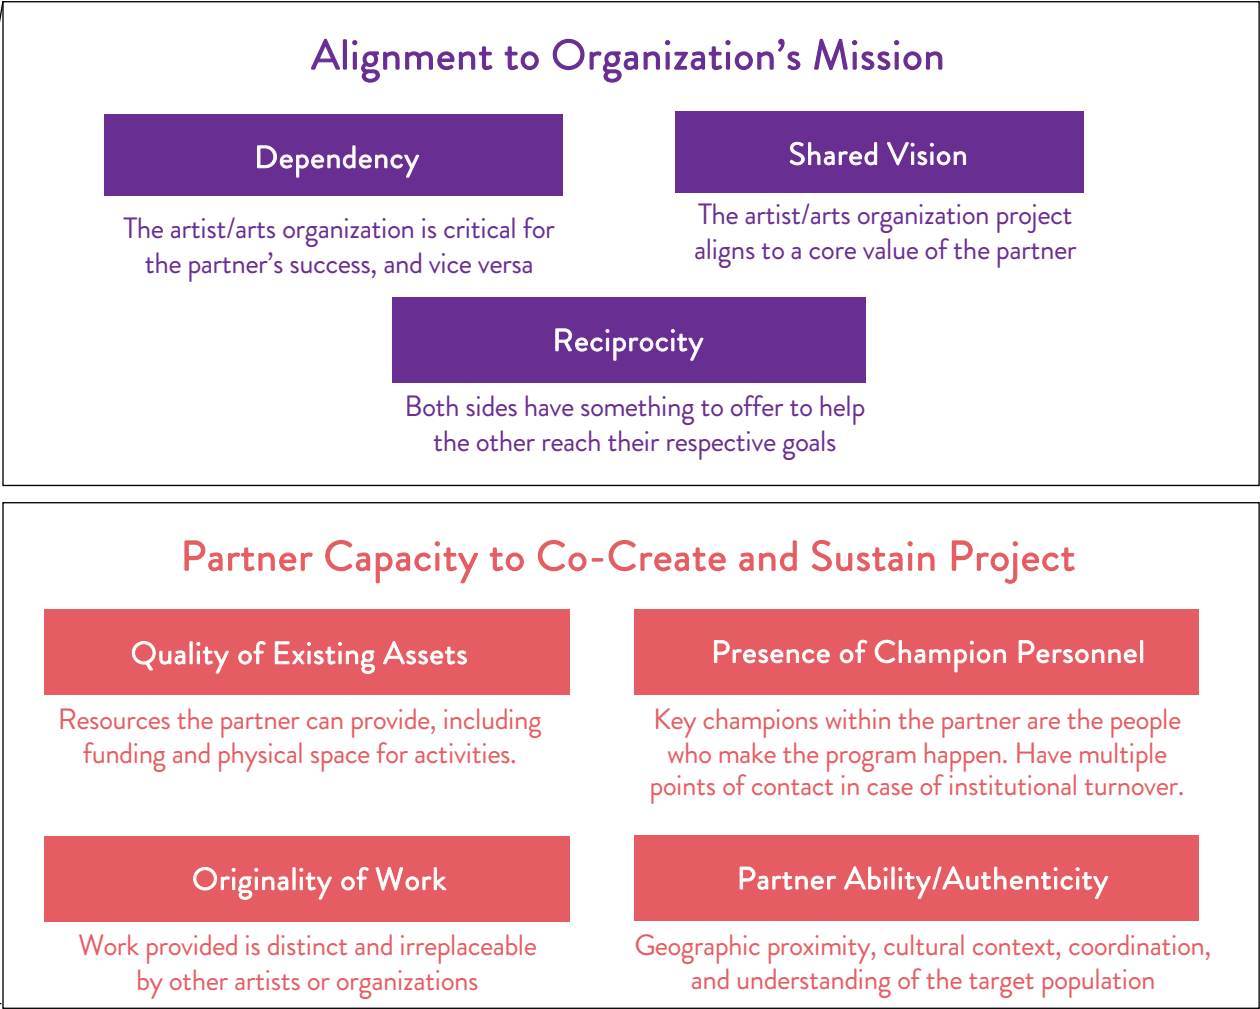 Alignment to Organization's Mission
Dependency
The artist/arts organization is critical for
the partner's success, and vice versa
Shared Vision
The artist/arts organization project
aligns to a core value of the partner
Reciprocity
Both sides have something to offer to help
the other reach their respective goals
Partner Capacity to Co-Create and Sustain Project
Quality of Existing Assets
Resources the partner can provide, including
funding and physical space for activities.
Presence of Champion Personnel
Key champions within the partner are the people
who make the program happen. Have multiple
points of contact in case of institutional turnover.
Originality of Work
Work provided is distinct and irreplaceable
by other artists or organizations
Partner Ability/Authenticity
Geographic proximity, cultural context, coordination,
and understanding of the target population